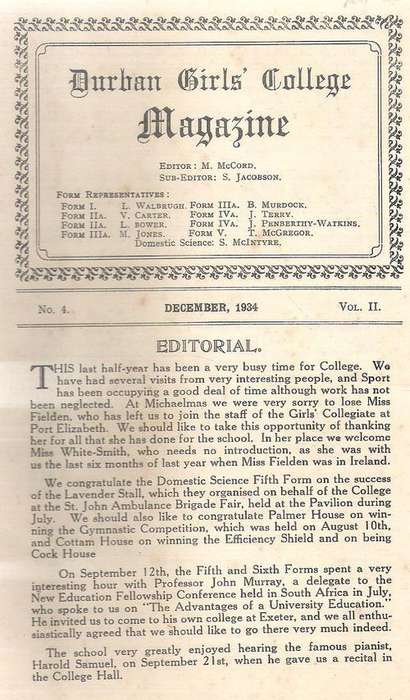 Durban Girls' College
Magazine
EDITOR: M. McCORD.
SUB-EDITOR: S. JACOBSON.
FORM REPRESENTATIVES:
FORM I. L. WALBRUGH. FORM IIIA. B. MURDOCK.
FORM IIA. V. CARTER. FORM IVA. J. TERRY.
FORM IIA. L. BOWER. FORM IVA. J. PENBERTHY-WATKINS.
FORM IIIA. M. JONES. FORM V. T. McGREGOR.
Domestic Science: S. McINTYRE.
No. 4. DECEMBER, 1934 VOL. II.
EDITORIAL.
THIS last half-year has been a very busy time for College. We
have had several visits from very interesting people, and Sport
has been occupying a good deal of time although work has not
been neglected. At Michaelmas we were very sorry to lose Miss
Fielden, who has left us to join the staff of the Girls' Collegiate at
Port Elizabeth. We should like to take this opportunity of thanking
her for all that she has done for the school. In her place we welcome
Miss White-Smith, who needs no introduction, as she was with
us the last six months of last year when Miss Fielden was in Ireland.
We congratulate the Domestic Science Fifth Form on the success
of the Lavender Stall, which they organised on behalf of the College
at the St. John Ambulance Brigade Fair, held at the Pavilion during
July. We should also like to congratulate Palmer House on win-
ning the Gymnastic Competition, which was held on August 10th,
and Cottam House on winning the Efficiency Shield and on being
Cock House
On September 12th, the Fifth and Sixth Forms spent a very
interesting hour with Professor John Murray, a delegate to the
New Education Fellowship Conference held in South Africa in July,
who spoke to us on "The Advantages of a University Education."
He invited us to come to his own college at Exeter, and we all enthu-
siastically agreed that we should like to go there very much indeed.
The school very greatly enjoyed hearing the famous pianist,
Harold Samuel, on September 21st, when he gave us a recital in
the College Hall.